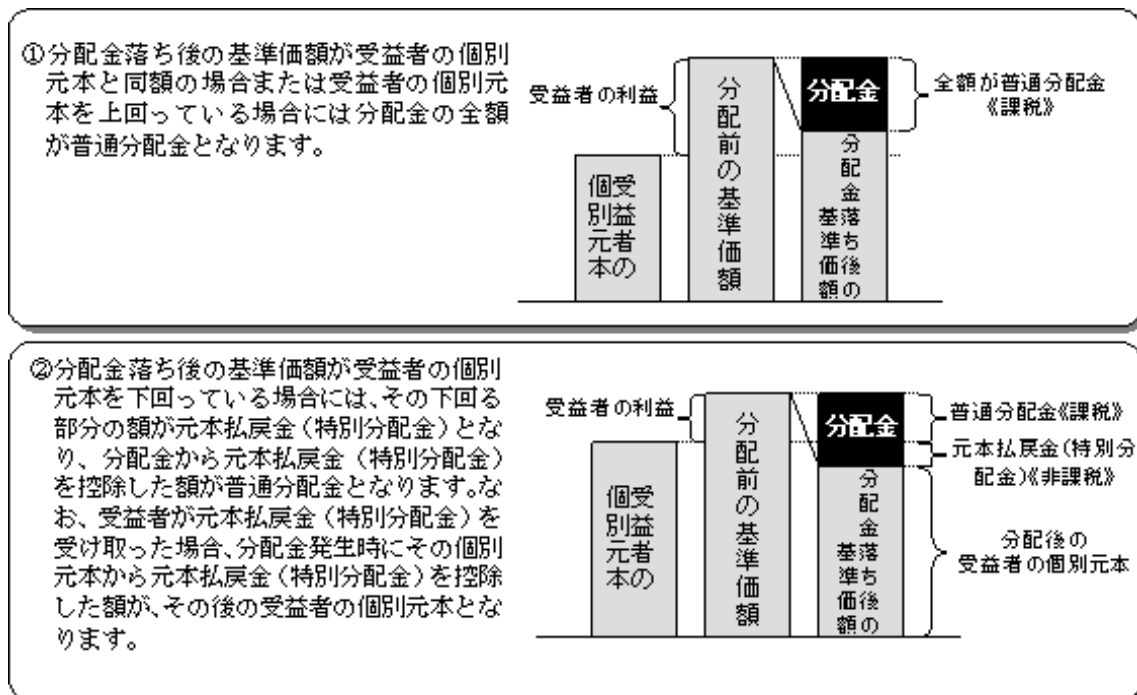 ①分配金落ち後の基準価額が受益者の個別
元本と同額の場合または受益者の個別元
本を上回っている場合には分配金の全額
が普通分配金となります。
受益者の利益
受益者の
個別元本
分配前の基準価額
分配金
分配金落ち後の
基準価額
全額が普通分配金
《課税》
②分配金落ち後の基準価額が受益者の個別
元本を下回っている場合には、その下回る
部分の額が元本払戻金(特別分配金)とな
り、分配金から元本払戻金(特別分配金)
を控除した額が普通分配金となります。な
お、受益者が元本払戻金(特別分配金)を
受け取った場合、分配金発生時にその個別
元本から元本払戻金(特別分配金)を控除
した額が、その後の受益者の個別元本とな
ります。
受益者の利益
受益者の
個別元本
分配前の基準価額
分配金
分配金落ち後の
基準価額
普通分配金《課税》
元本払戻金(特別分
配金)《非課税》
分配後の
受益者の個別元本